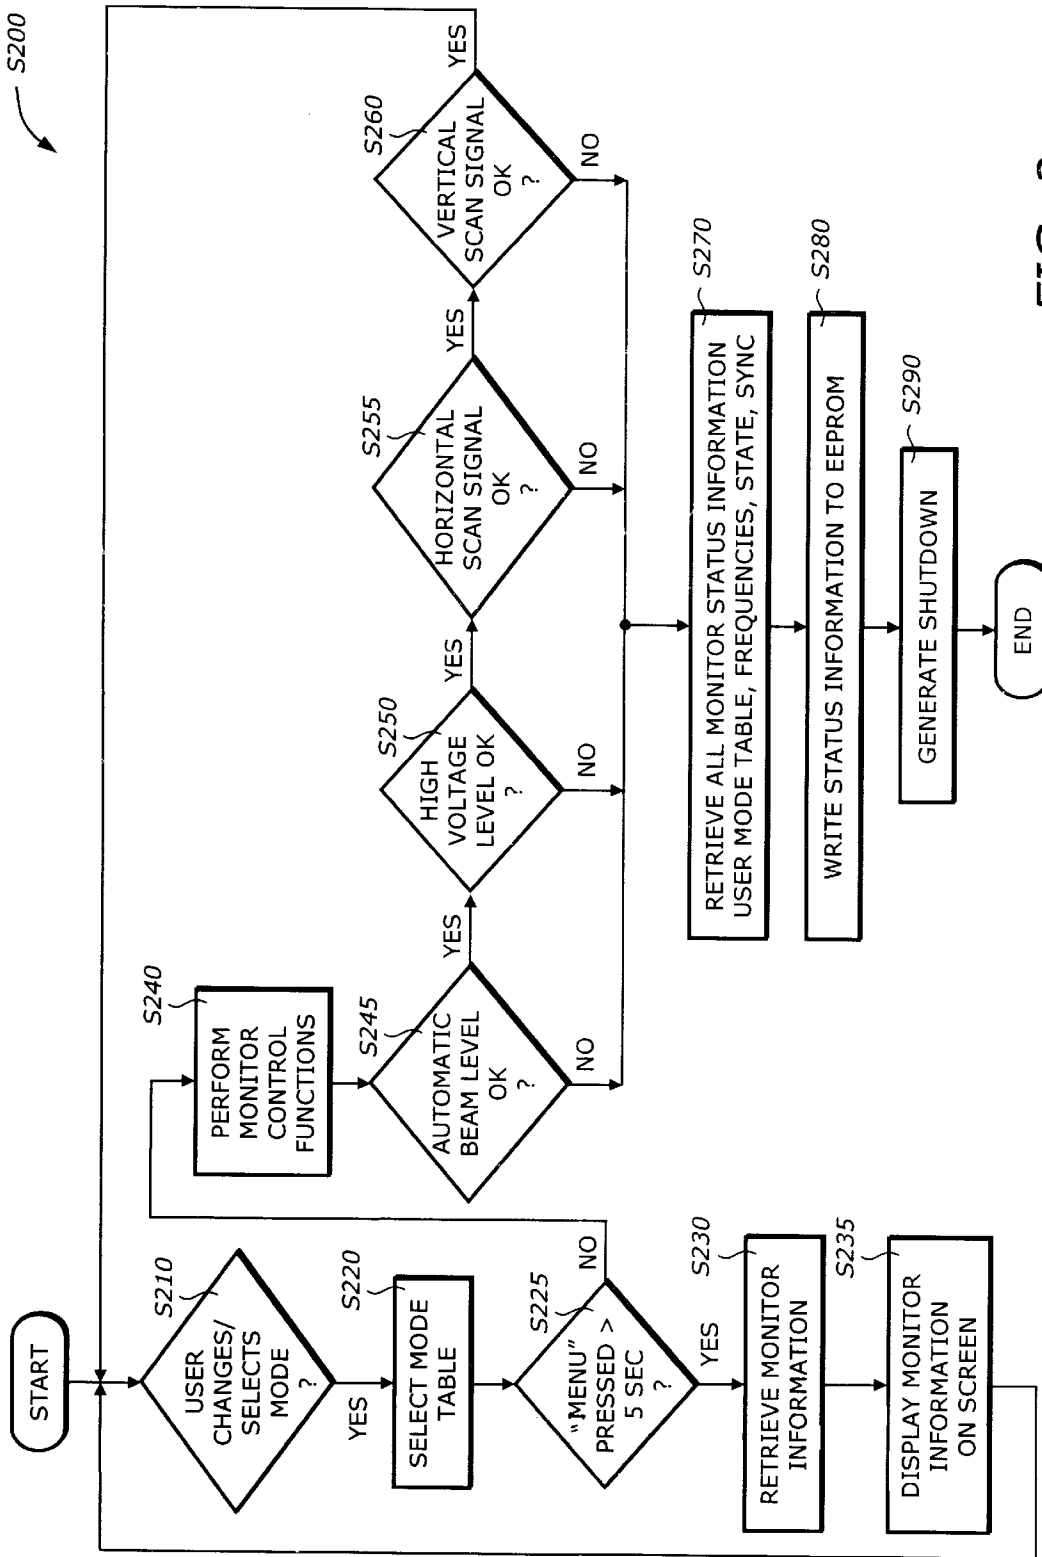 S200
START
S210
USER
CHANGES/
SELECTS
MODE
?
YES
S220
SELECT MODE
TABLE
S225
"MENU"
PRESSED >
5 SEC
?
NO
YES
S230
RETRIEVE MONITOR
INFORMATION
S235
DISPLAY MONITOR
INFORMATION
ON SCREEN
S240
PERFORM
MONITOR
CONTROL
FUNCTIONS
S245
AUTOMATIC
BEAM LEVEL
OK
?
YES
NO
S250
HIGH
VOLTAGE
LEVEL OK
?
YES
NO
S255
HORIZONTAL
SCAN SIGNAL
OK
?
YES
NO
S260
VERTICAL
SCAN SIGNAL
OK
?
YES
NO
S270
RETRIEVE ALL MONITOR STATUS INFORMATION
USER MODE TABLE, FREQUENCIES, STATE, SYNC
S280
WRITE STATUS INFORMATION TO EEPROM
S290
GENERATE SHUTDOWN
END